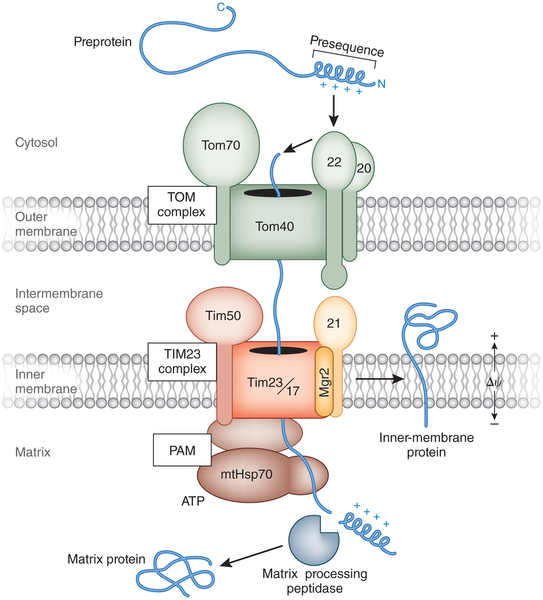 C
Preprotein
Presequence
N
+ + + +
Cytosol
Tom70
22
20
TOM
complex
Outer
membrane
Tom40
Intermembrane
space
Tim50
21
TIM23
complex
Tim23/17
Mgr2
+
Δψ
–
Inner
membrane
Inner-membrane
protein
Matrix
PAM
mtHsp70
ATP
+ + + +
Matrix protein
Matrix processing
peptidase